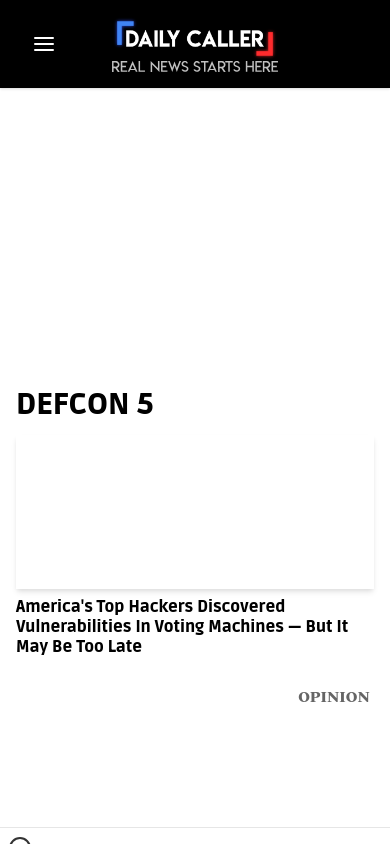 DAILY CALLER
REAL NEWS STARTS HERE
DEFCON 5
America's Top Hackers Discovered
Vulnerabilities In Voting Machines — But It
May Be Too Late
OPINION